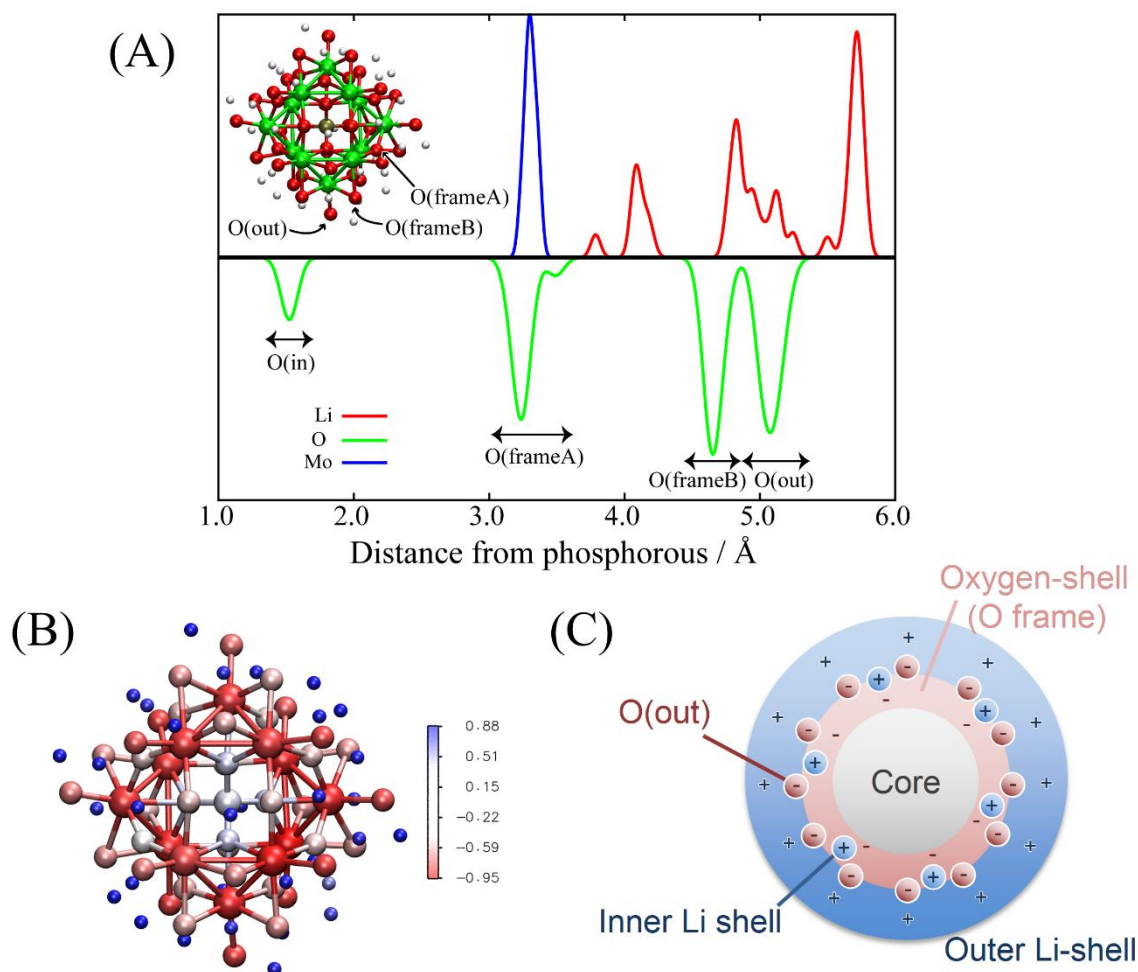 (A)
O(frameA)
O(frameB)
O(out)
O(in)
Li
O
Mo
O(frameA)
O(frameB)
O(out)
1.0 2.0 3.0 4.0 5.0 6.0
Distance from phosphorous / Å
(B)
0.88
0.51
0.15
-0.22
-0.59
-0.95
(C)
Oxygen-shell
(O frame)
O(out)
Core
Inner Li shell
Outer Li-shell